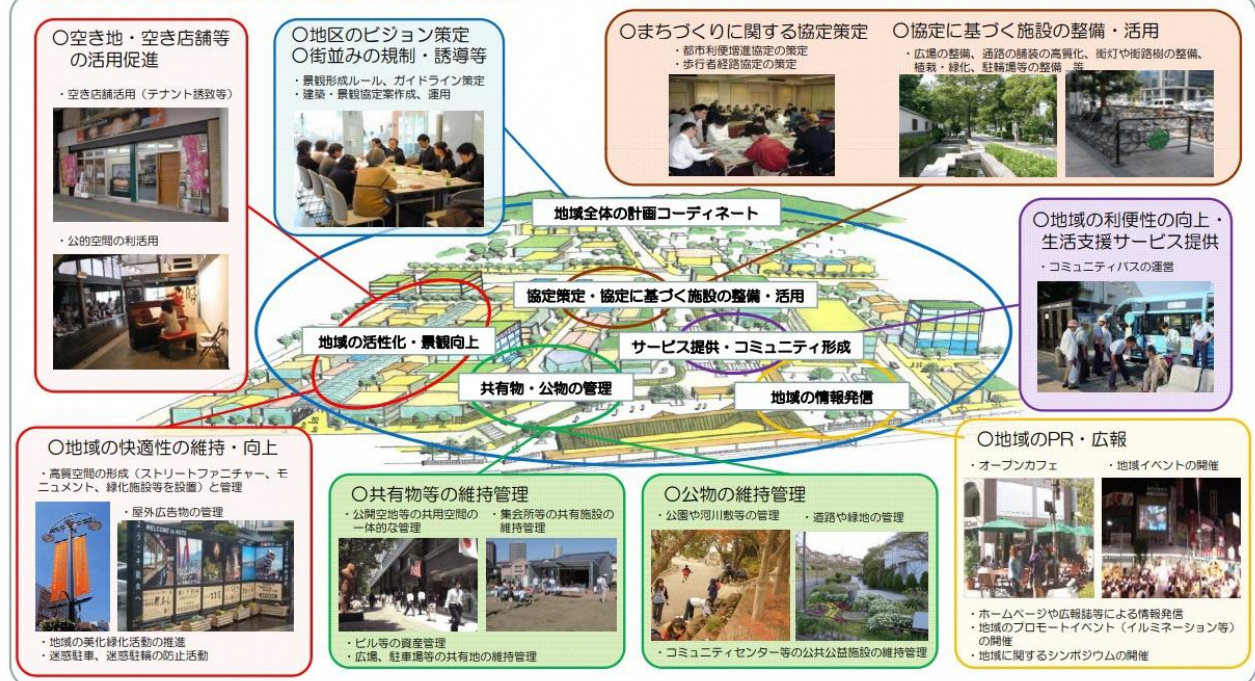 〇空き地・空き店舗等
の活用促進
・空き店舗活用（テナント誘致等）
・公的空間の利活用
〇地区のビジョン策定
〇街並みの規制・誘導等
・景観形成ルール、ガイドライン策定
・建築・景観協定案作成、運用
〇まちづくりに関する協定策定
・都市利便増進協定の策定
・歩行者経路協定の策定
〇協定に基づく施設の整備・活用
・広場の整備、通路の舗装の高質化、街灯や街路樹の整備、
植栽・緑化、駐輪場等の整備 等
〇地域の利便性の向上・
生活支援サービス提供
・コミュニティバスの運営
地域全体の計画コーディネート
協定策定・協定に基づく施設の整備・活用
地域の活性化・景観向上
サービス提供・コミュニティ形成
共有物・公物の管理
地域の情報発信
〇地域の快適性の維持・向上
・高質空間の形成（ストリートファニチャー、モ
ニュメント、緑化施設等を設置）と管理
・屋外広告物の管理
・地域の美化緑化活動の推進
・迷惑駐車、迷惑駐輪の防止活動
〇共有物等の維持管理
・公開空地等の共用空間の
一体的な管理
・集会所等の共有施設の
維持管理
・ビル等の資産管理
・広場、駐車場等の共有地の維持管理
〇公物の維持管理
・公園や河川敷等の管理
・道路や緑地の管理
・コミュニティセンター等の公共公益施設の維持管理
〇地域のPR・広報
・オープンカフェ
・地域イベントの開催
・ホームページや広報誌等による情報発信
・地域のプロモートイベント（イルミネーション等）
の開催
・地域に関するシンポジウムの開催